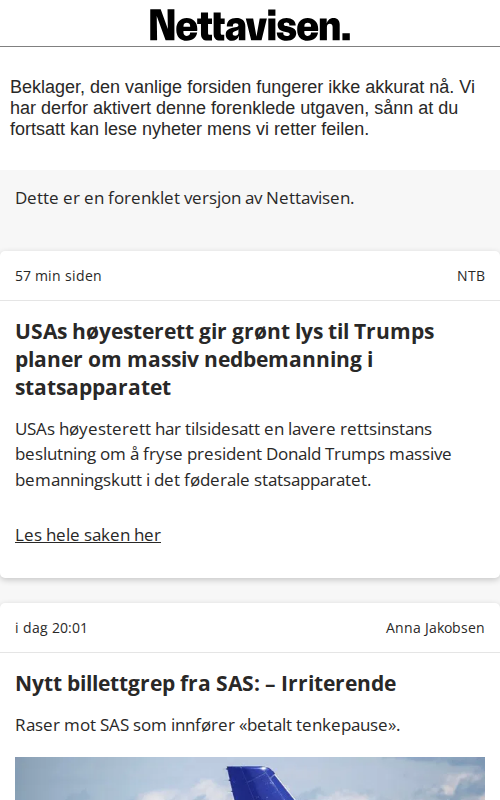 Nettavisen.
Beklager, den vanlige forsiden fungerer ikke akkurat nå. Vi
har derfor aktivert denne forenklede utgaven, sånn at du
fortsatt kan lese nyheter mens vi retter feilen.
Dette er en forenklet versjon av Nettavisen.
57 min siden NTB
USAs høyesterett gir grønt lys til Trumps
planer om massiv nedbemanning i
statsapparatet
USAs høyesterett har tilsidesatt en lavere rettsinstans
beslutning om å fryse president Donald Trumps massive
bemanningskutt i det føderale statsapparatet.
Les hele saken her
i dag 20:01 Anna Jakobsen
Nytt billettgrep fra SAS: – Irriterende
Raser mot SAS som innfører «betalt tenkepause».